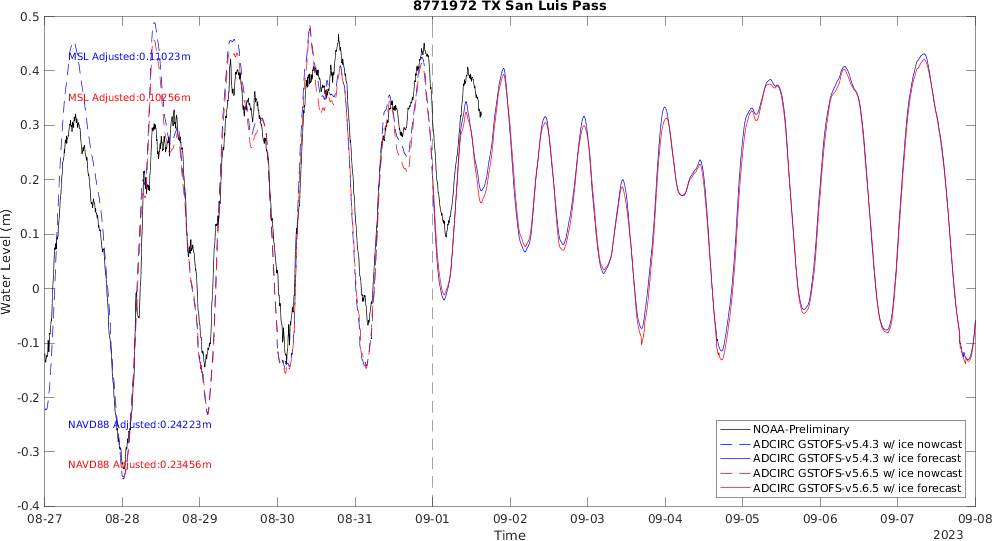 8771972 TX San Luis Pass
0.5
0.4
0.3
0.2
0.1
0
-0.1
-0.2
-0.3
-0.4
Water Level (m)
MSL Adjusted:0.11023m
MSL Adjusted:0.10256m
NAVD88 Adjusted:0.24223m
NAVD88 Adjusted:0.23456m
NOAA-Preliminary
ADCIRC GSTOFS-v5.4.3 w/ ice nowcast
ADCIRC GSTOFS-v5.4.3 w/ ice forecast
ADCIRC GSTOFS-v5.6.5 w/ ice nowcast
ADCIRC GSTOFS-v5.6.5 w/ ice forecast
08-27 08-28 08-29 08-30 08-31 09-01 09-02 09-03 09-04 09-05 09-06 09-07 09-08
Time
2023